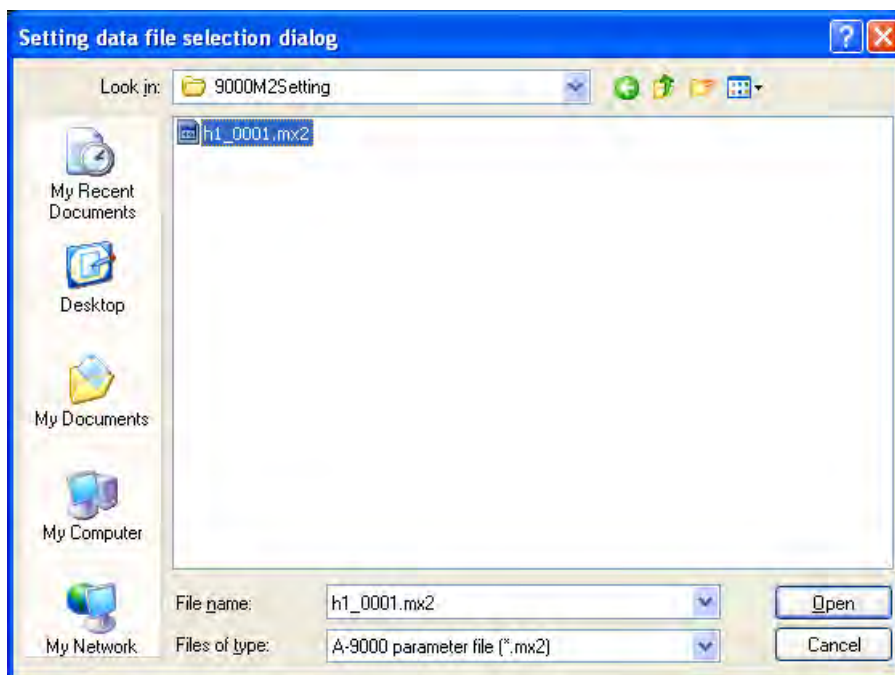 Setting data file selection dialog
Look in: 9000M2Setting
h1_0001.mx2
My Recent
Documents
Desktop
My Documents
My Computer
My Network
File name: h1_0001.mx2 Open
Files of type: A-9000 parameter file (*.mx2) Cancel